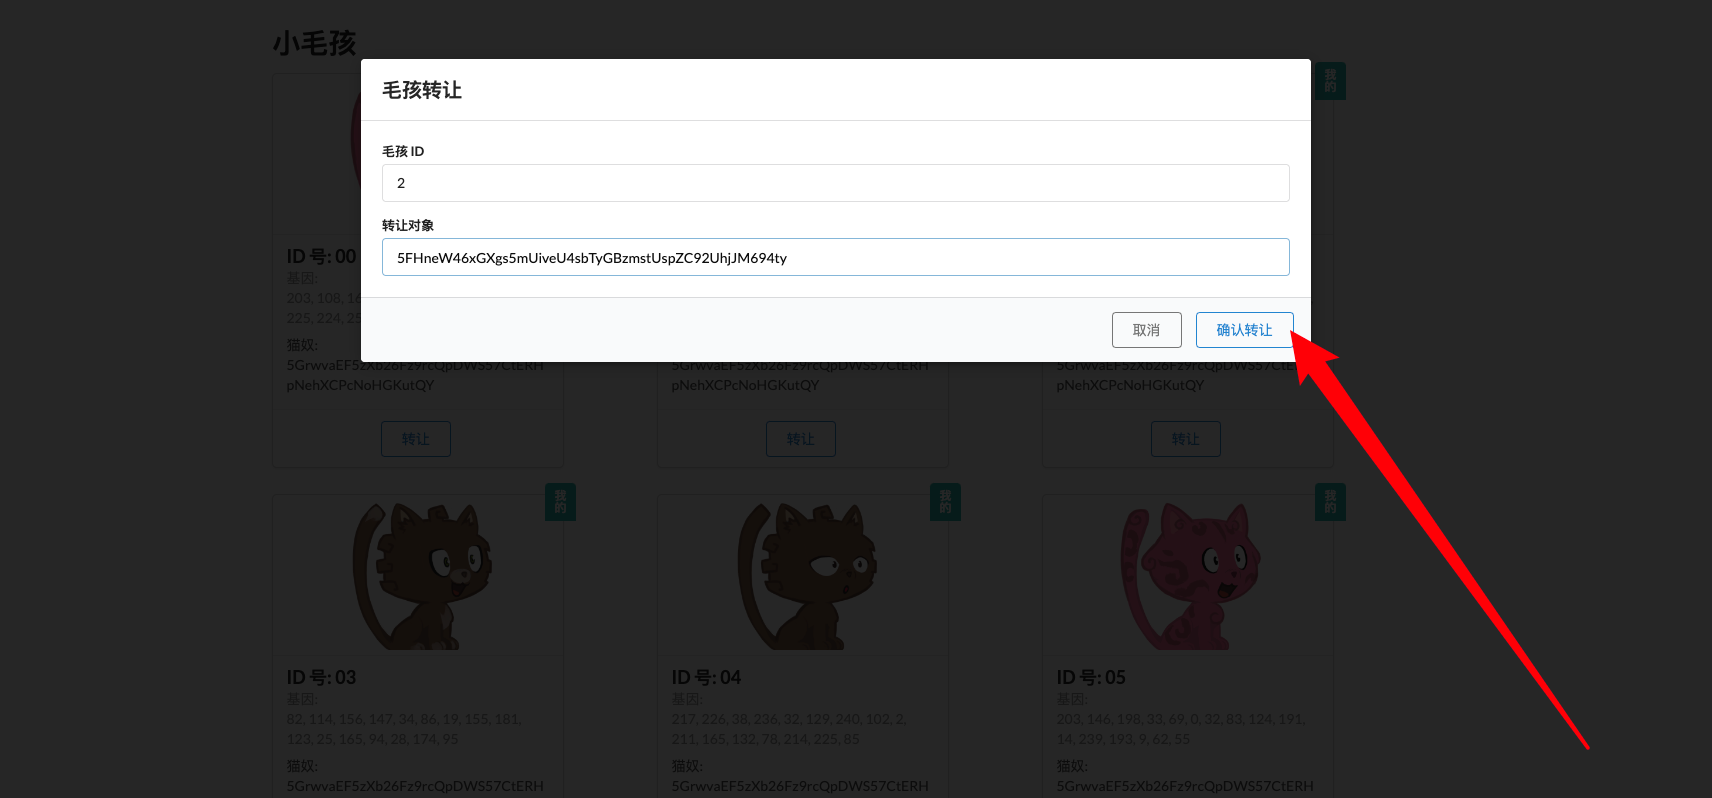 小毛孩
毛孩转让
我的
毛孩 ID
2
转让对象
5FHneW46xGXgs5mUiveU4sbTyGBzmstUspZC92UhjJM694ty
取消
确认转让
ID 号: 00
基因:
203, 108, 16
225, 224, 25
猫奴:
5GrwvaEF5zXb26Fz9rcQpDWS57CtERH
pNehXCPcNoHGKutQY
转让
5GrwvaEF5zXb26Fz9rcQpDWS57CtERH
pNehXCPcNoHGKutQY
转让
5GrwvaEF5zXb26Fz9rcQpDWS57CtERH
pNehXCPcNoHGKutQY
转让
我的
ID 号: 03
基因:
82, 114, 156, 147, 34, 86, 19, 155, 181,
123, 25, 165, 94, 28, 174, 95
猫奴:
5GrwvaEF5zXb26Fz9rcQpDWS57CtERH
我的
ID 号: 04
基因:
217, 226, 38, 236, 32, 129, 240, 102, 2,
211, 165, 132, 78, 214, 225, 85
猫奴:
5GrwvaEF5zXb26Fz9rcQpDWS57CtERH
我的
ID 号: 05
基因:
203, 146, 198, 33, 69, 0, 32, 83, 124, 191,
14, 239, 193, 9, 62, 55
猫奴:
5GrwvaEF5zXb26Fz9rcQpDWS57CtERH